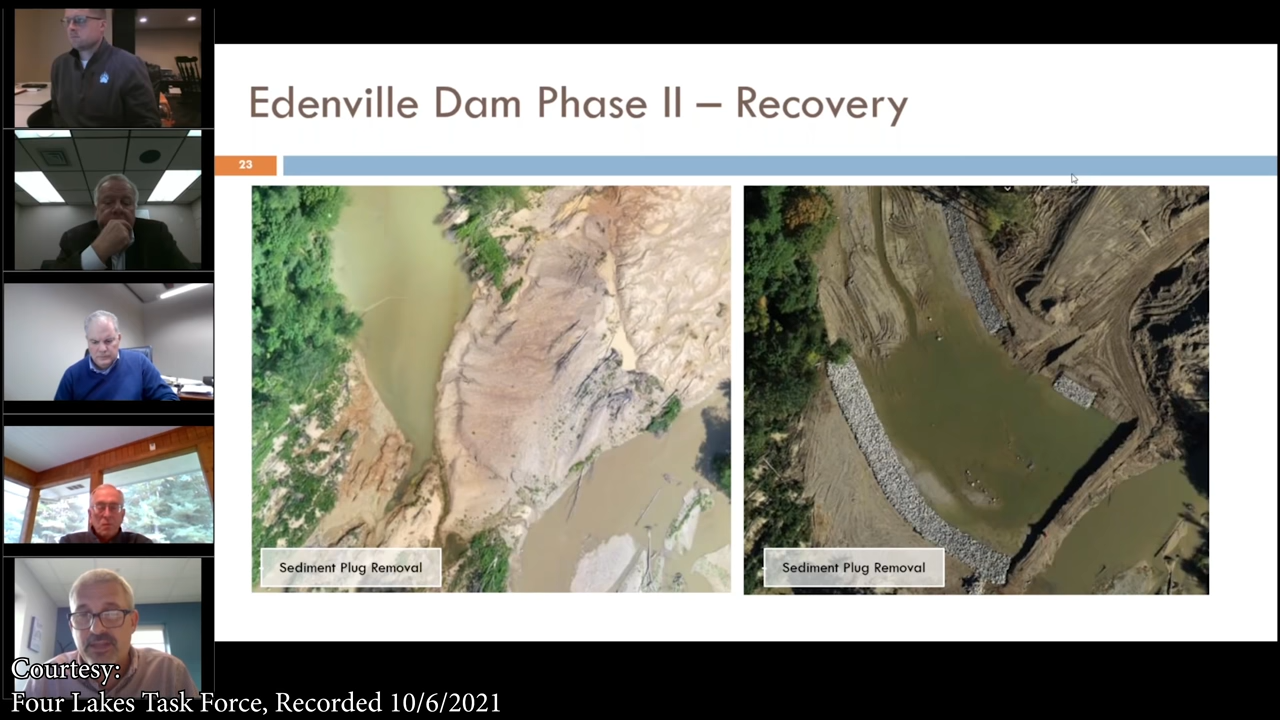 Edenville Dam Phase II – Recovery
23
Sediment Plug Removal
Sediment Plug Removal
Courtesy:
Four Lakes Task Force, Recorded 10/6/2021